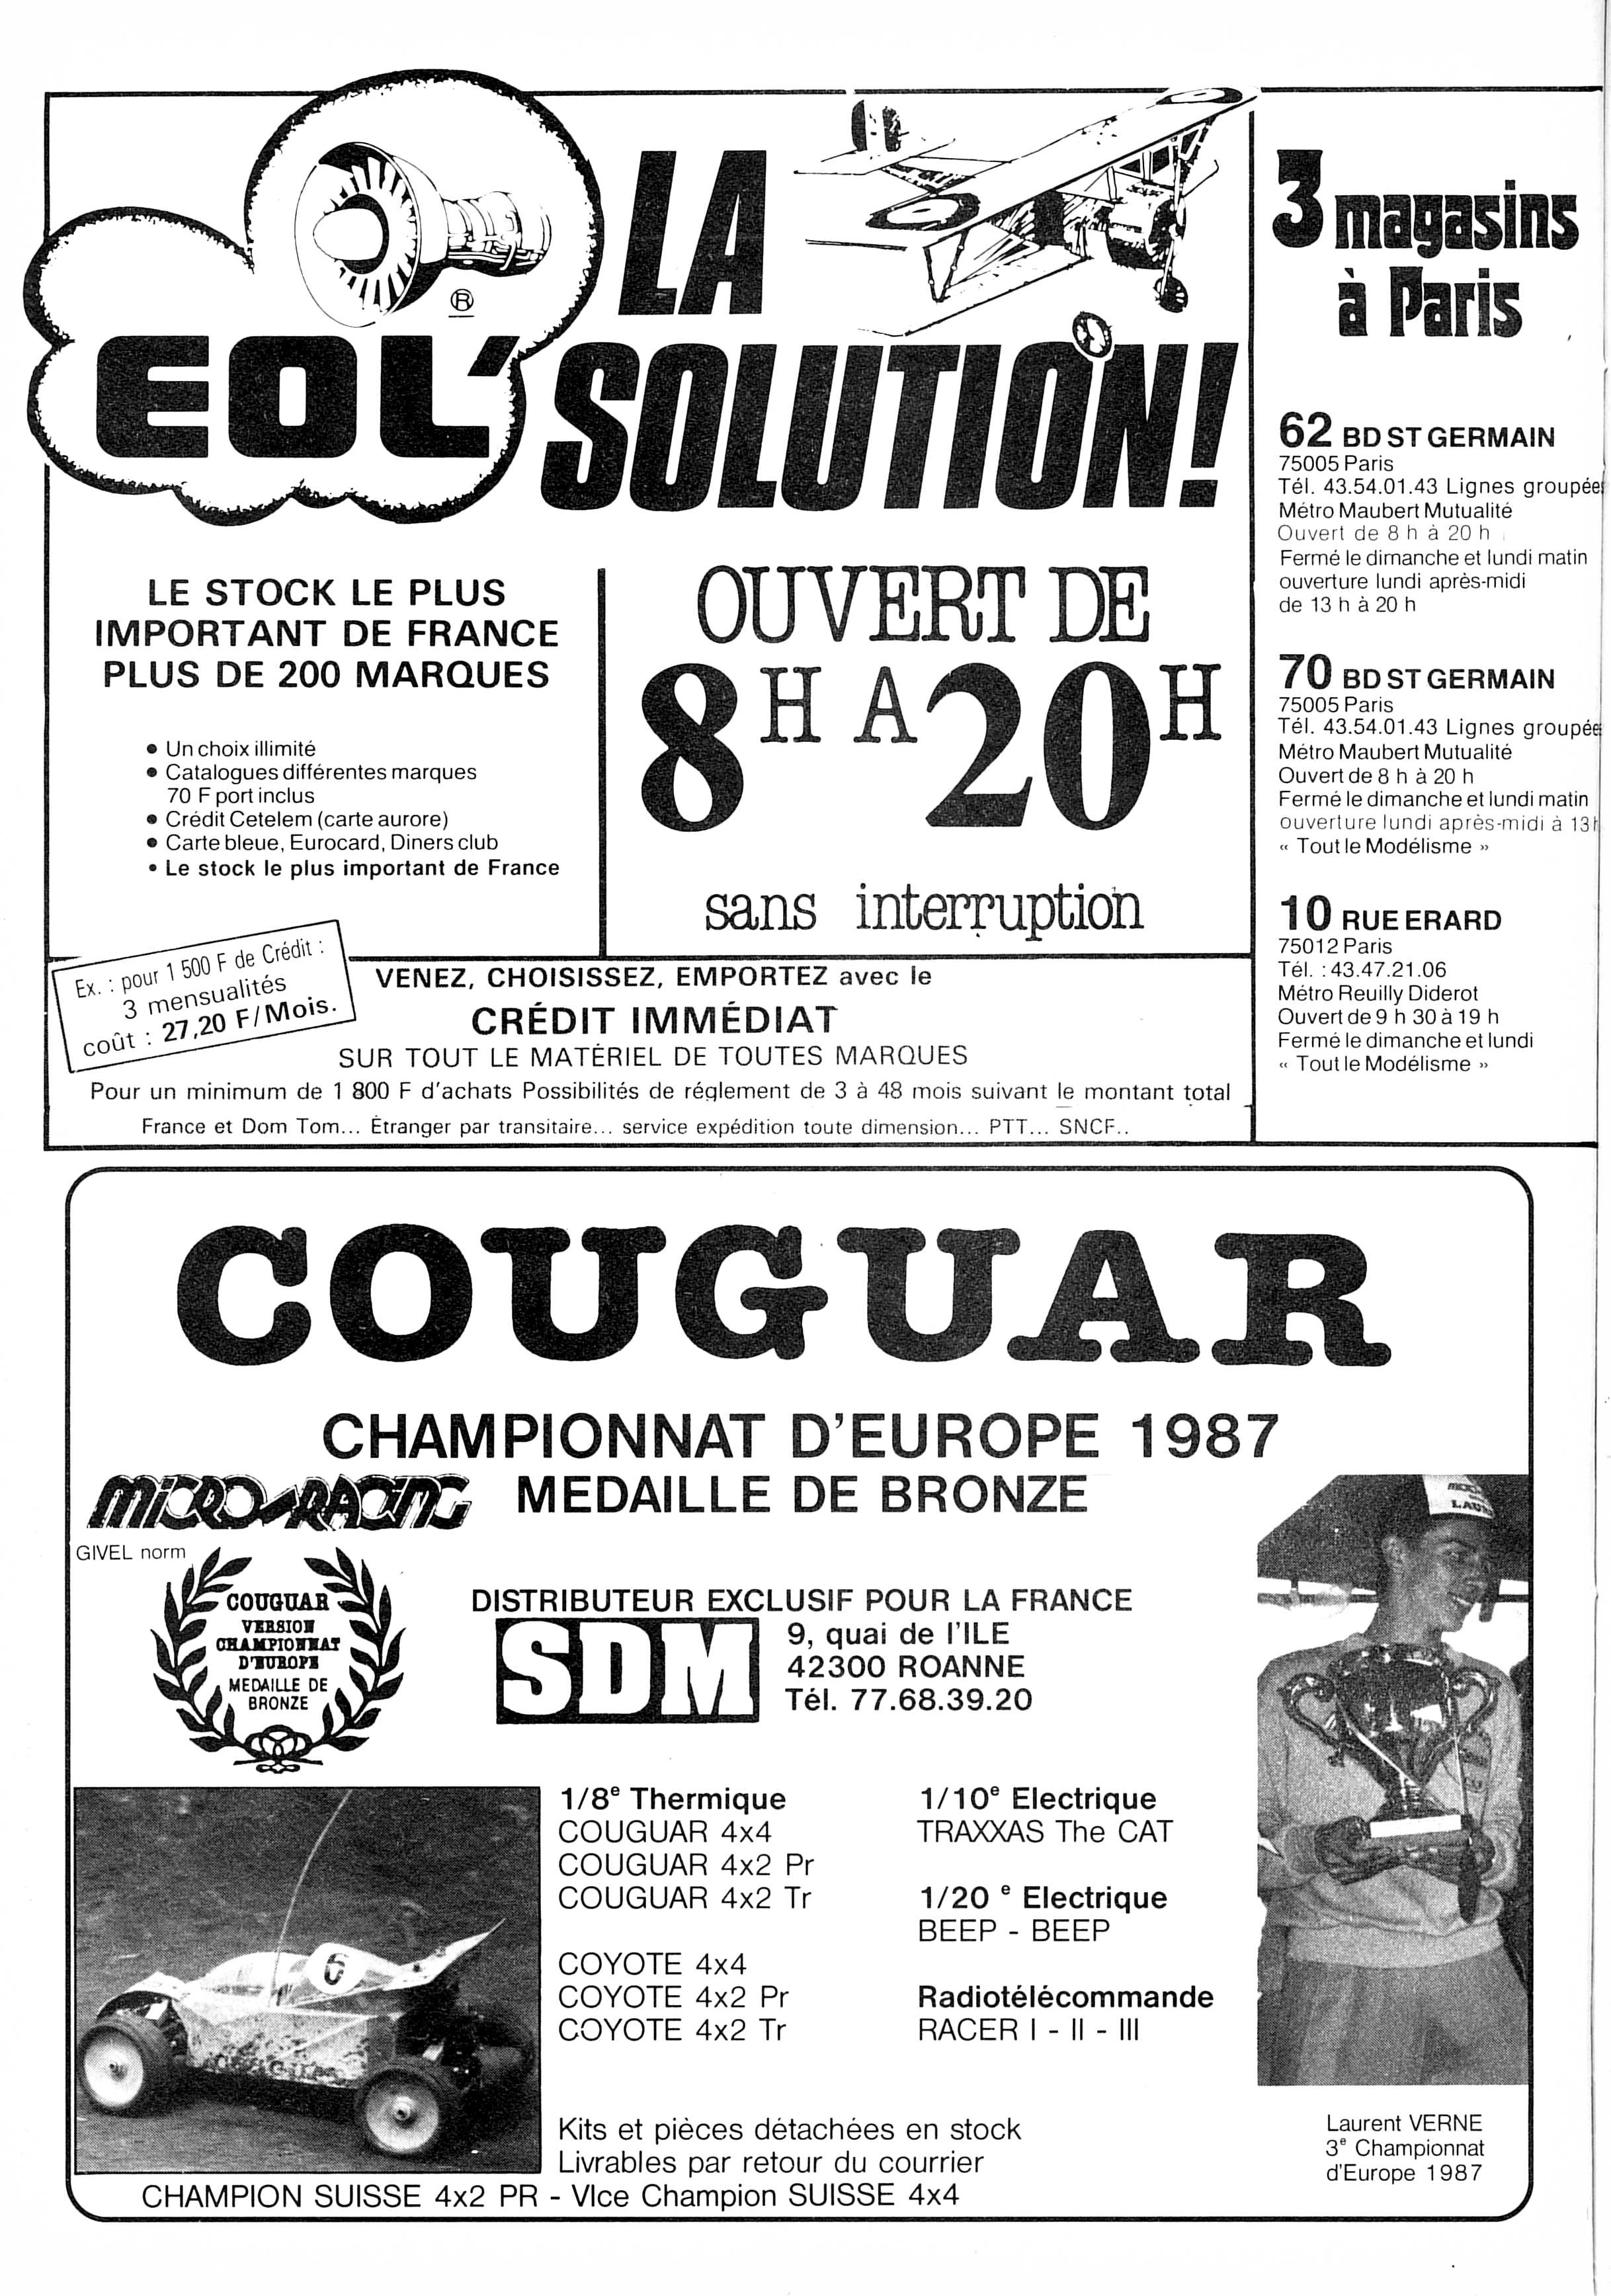 LA
®
EOL'
SOLUTION!
LE STOCK LE PLUS
IMPORTANT DE FRANCE
PLUS DE 200 MARQUES
• Un choix illimité
• Catalogues différentes marques
70 F port inclus
• Crédit Cetelem (carte aurore)
• Carte bleue, Eurocard, Diners club
• Le stock le plus important de France
OUVERT DE
8H A 20H
sans interruption
Ex. : pour 1 500 F de Crédit :
3 mensualités
coût : 27,20 F/Mois.
VENEZ, CHOISISSEZ, EMPORTEZ avec le
CRÉDIT IMMÉDIAT
SUR TOUT LE MATÉRIEL DE TOUTES MARQUES
Pour un minimum de 1 800 F d'achats Possibilités de réglement de 3 à 48 mois suivant le montant total
France et Dom Tom... Étranger par transitaire... service expédition toute dimension... PTT... SNCF..
3 magasins
à Paris
62 BD ST GERMAIN
75005 Paris
Tél. 43.54.01.43 Lignes groupées
Métro Maubert Mutualité
Ouvert de 8 h à 20 h
Fermé le dimanche et lundi matin
ouverture lundi après-midi
de 13 h à 20 h
70 BD ST GERMAIN
75005 Paris
Tél. 43.54.01.43 Lignes groupée
Métro Maubert Mutualité
Ouvert de 8 h à 20 h
Fermé le dimanche et lundi matin
ouverture lundi après-midi à 13 h
« Tout le Modélisme »
10 RUE ERARD
75012 Paris
Tél. : 43.47.21.06
Métro Reuilly Diderot
Ouvert de 9 h 30 à 19 h
Fermé le dimanche et lundi
« Tout le Modélisme »
COUGUAR
CHAMPIONNAT D'EUROPE 1987
MICRO-RACING MEDAILLE DE BRONZE
GIVEL norm
COUGUAR
VERSION
CHAMPIONNAT
D'EUROPE
MEDAILLE DE
BRONZE
DISTRIBUTEUR EXCLUSIF POUR LA FRANCE
SDM
9, quai de l'ILE
42300 ROANNE
Tél. 77.68.39.20
6
1/8e Thermique
COUGUAR 4x4
COUGUAR 4x2 Pr
COUGUAR 4x2 Tr
COYOTE 4x4
COYOTE 4x2 Pr
COYOTE 4x2 Tr
1/10e Electrique
TRAXXAS The CAT
1/20 e Electrique
BEEP - BEEP
Radiotélécommande
RACER I - II - III
Kits et pièces détachées en stock
Livrables par retour du courrier
CHAMPION SUISSE 4x2 PR - VIce Champion SUISSE 4x4
Laurent VERNE
3e Championnat
d'Europe 1987